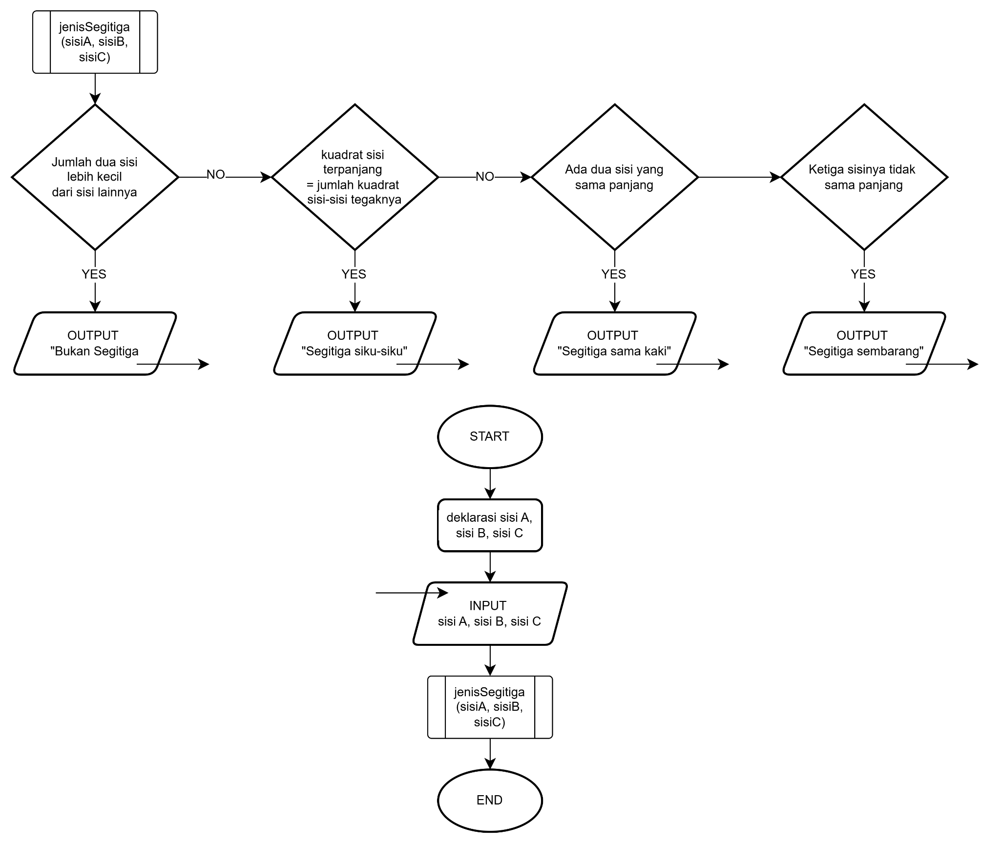 jenisSegitiga
(sisiA, sisiB,
sisiC)
Jumlah dua sisi
lebih kecil
dari sisi lainnya
NO
kuadrat sisi
terpanjang
= jumlah kuadrat
sisi-sisi tegaknya
NO
Ada dua sisi yang
sama panjang
Ketiga sisinya tidak
sama panjang
YES
YES
YES
YES
OUTPUT
"Bukan Segitiga
OUTPUT
"Segitiga siku-siku"
OUTPUT
"Segitiga sama kaki"
OUTPUT
"Segitiga sembarang"
START
deklarasi sisi A,
sisi B, sisi C
INPUT
sisi A, sisi B, sisi C
jenisSegitiga
(sisiA, sisiB,
sisiC)
END